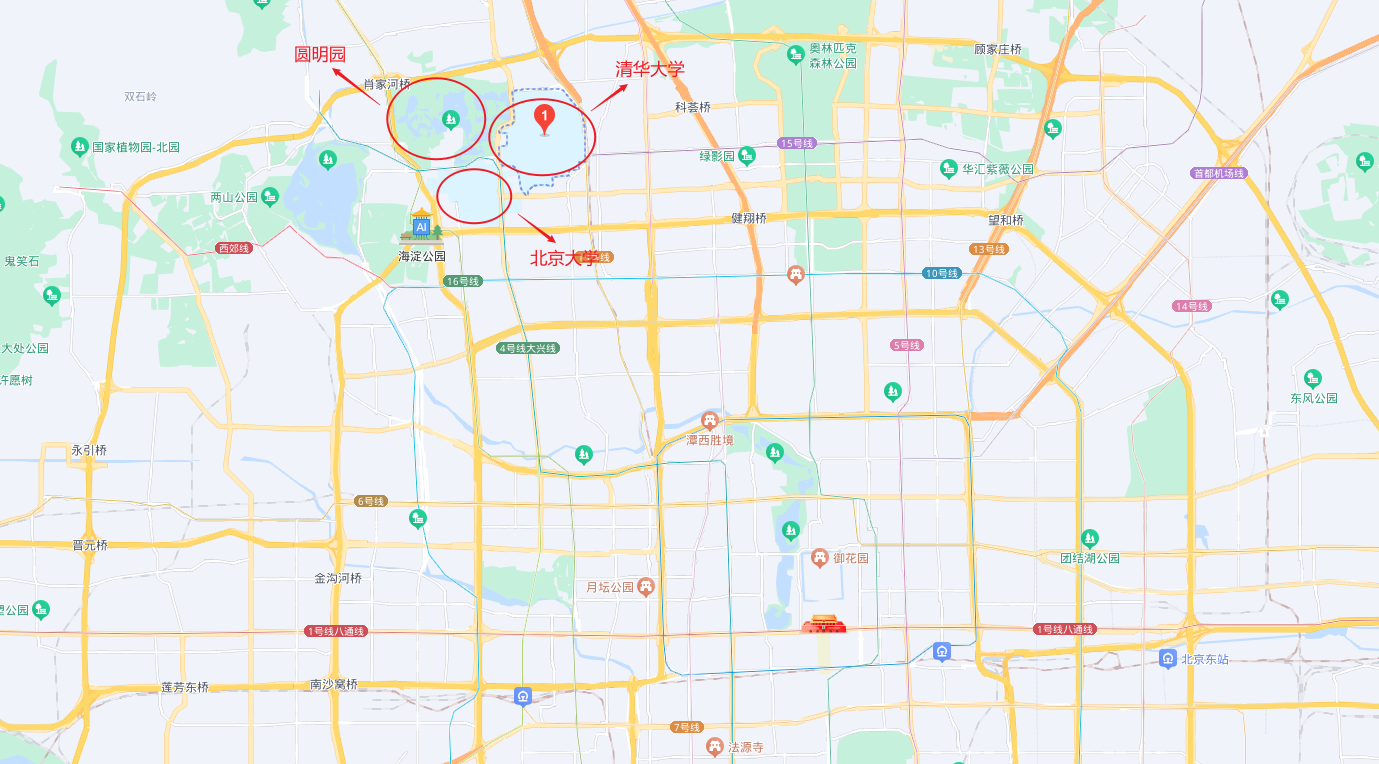 圆明园
清华大学
奥林匹克
森林公园
顾家庄桥
肖家河桥
双石岭
1
科荟桥
国家植物园-北园
15号线
绿影园
华汇紫薇公园
首都机场线
两山公园
健翔桥
望和桥
AI
西郊线
海淀公园
北京大学
号线
13号线
鬼笑石
16号线
10号线
14号线
大处公园
4号线大兴线
5号线
许愿树
东风公园
潭西胜境
永引桥
6号线
晋元桥
御花园
团结湖公园
金沟河桥
月坛公园
塑公园
1号线八通线
1号线八通线
北京东站
莲芳东桥
南沙窝桥
7号线
法源寺